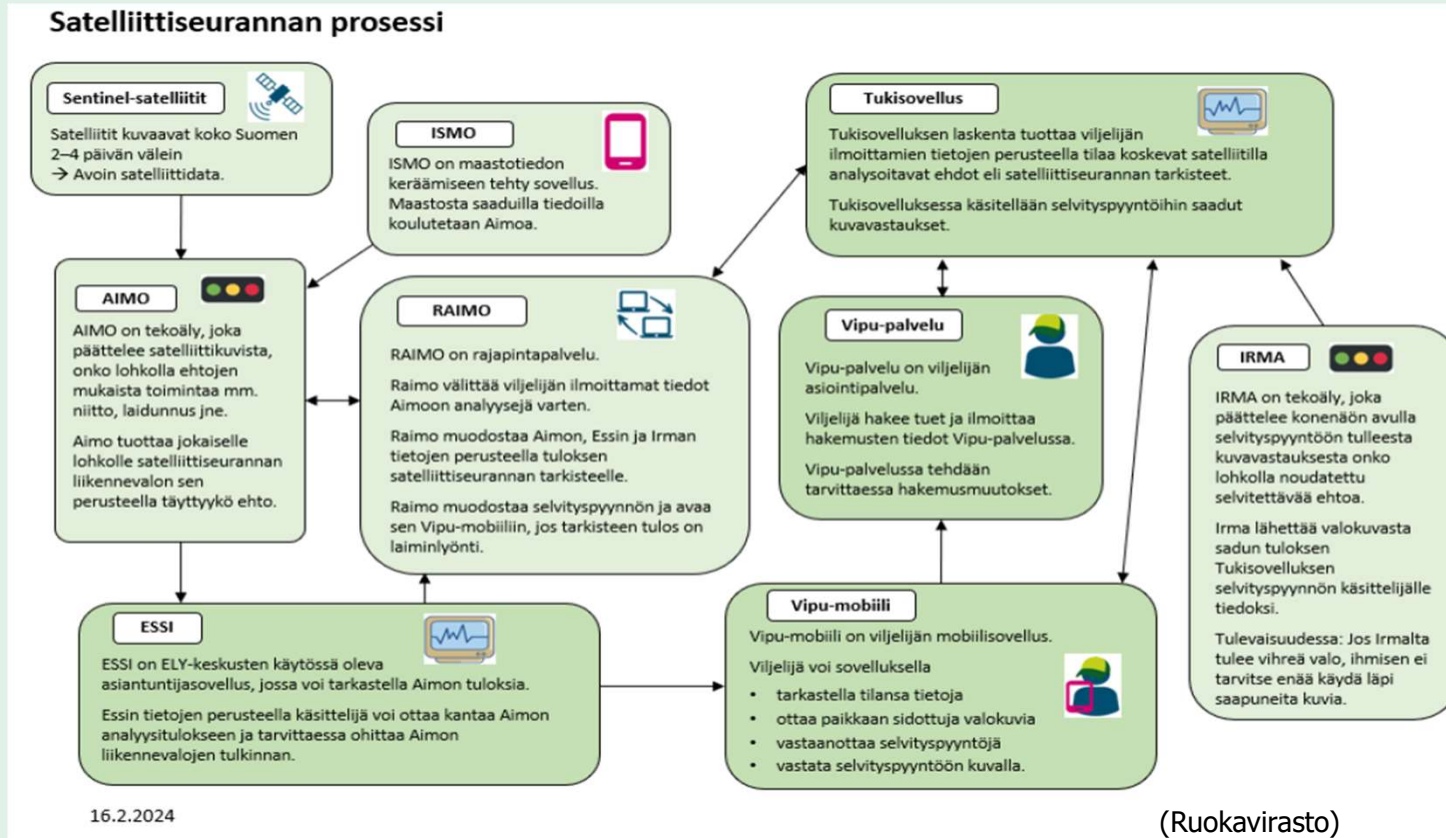 Satelliittiseurannan prosessi
Sentinel-satelliitit
Satelliitit kuvaavat koko Suomen
2–4 päivän välein
→ Avoin satelliittidata.
ISMO
ISMO on maastotiedon
keräämiseen tehty sovellus.
Maastosta saaduilla tiedoilla
koulutetaan Aimoa.
Tukisovellus
Tukisovelluksen laskenta tuottaa viljelijän
ilmoittamien tietojen perusteella tilaa koskevat satelliitilla
analysoitavat ehdot eli satelliittiseurannan tarkisteet.
Tukisovelluksessa käsitellään selvityspyyntöihin saadut
kuvavastaukset.
AIMO
AIMO on tekoäly, joka
päättelee satelliittikuvista,
onko lohkolla ehtojen
mukaista toimintaa mm.
niitto, laidunnus jne.
Aimo tuottaa jokaiselle
lohkolle satelliittiseurannan
liikennevalon sen
perusteella täyttyykö ehto.
RAIMO
RAIMO on rajapintapalvelu.
Raimo välittää viljelijän ilmoittamat tiedot
Aimoon analyysejä varten.
Raimo muodostaa Aimon, Essin ja Irman
tietojen perusteella tuloksen
satelliittiseurannan tarkisteelle.
Raimo muodostaa selvityspyynnön ja avaa
sen Vipu-mobiiliin, jos tarkisteen tulos on
laiminlyönti.
Vipu-palvelu
Vipu-palvelu on viljelijän
asiointipalvelu.
Viljelijä hakee tuet ja ilmoittaa
hakemusten tiedot Vipu-palvelussa.
Vipu-palvelussa tehdään
tarvittaessa hakemusmuutokset.
IRMA
IRMA on tekoäly, joka
päättelee konenäön avulla
selvityspyyntöön tulleesta
kuvavastauksesta onko
lohkolla noudatettu
selvitettävää ehtoa.
Irma lähettää valokuvasta
sadun tuloksen
Tukisovelluksen
selvityspyynnön käsittelijälle
tiedoksi.
Tulevaisuudessa: Jos Irmalta
tulee vihreä valo, ihmisen ei
tarvitse enää käydä läpi
saapuneita kuvia.
ESSI
ESSI on ELY-keskusten käytössä oleva
asiantuntijasovellus, jossa voi tarkastella Aimon tuloksia.
Essin tietojen perusteella käsittelijä voi ottaa kantaa Aimon
analyysitulokseen ja tarvittaessa ohittaa Aimon
liikennevalojen tulkinnan.
Vipu-mobiili
Vipu-mobiili on viljelijän mobiilisovellus.
Viljelijä voi sovelluksella
• tarkastella tilansa tietoja
• ottaa paikkaan sidottuja valokuvia
• vastaanottaa selvityspyyntöjä
• vastata selvityspyyntöön kuvalla.
16.2.2024
(Ruokavirasto)